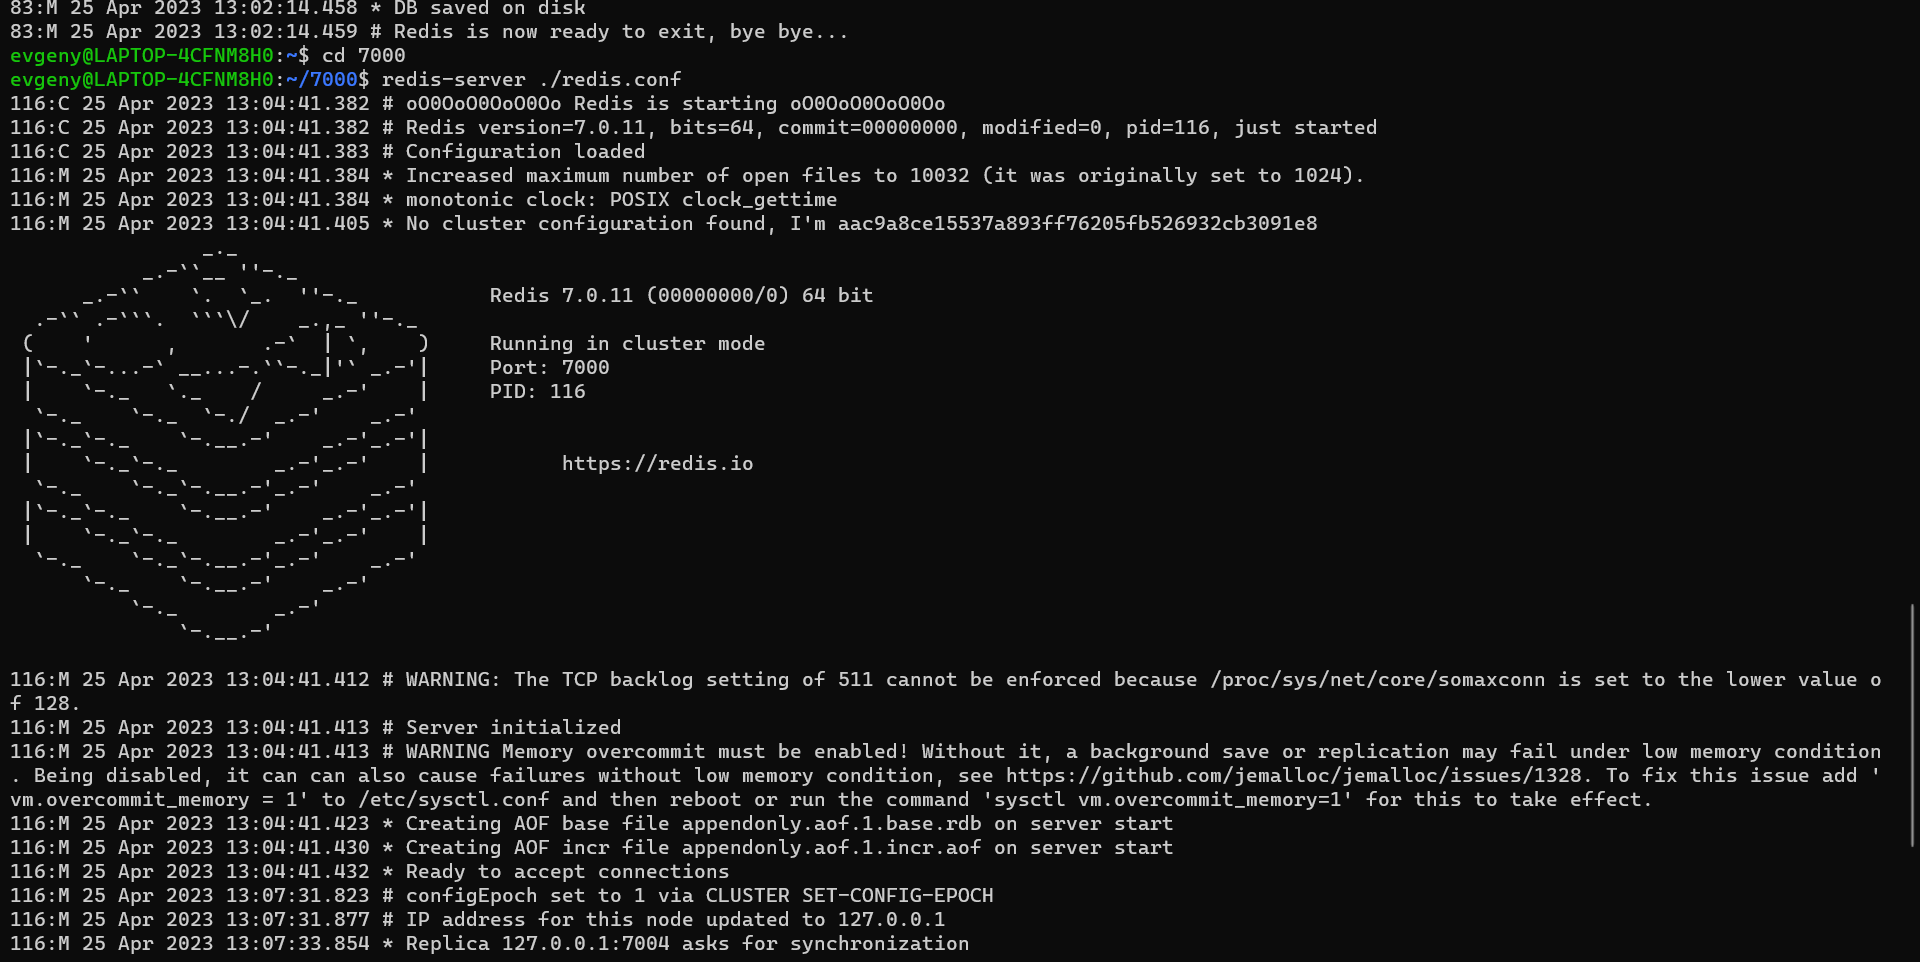 83:M 25 Apr 2023 13:02:14.458 * DB saved on disk
83:M 25 Apr 2023 13:02:14.459 # Redis is now ready to exit, bye bye...
evgeny@LAPTOP-4CFNM8H0:~$ cd 7000
evgeny@LAPTOP-4CFNM8H0:~/7000$ redis-server ./redis.conf
116:C 25 Apr 2023 13:04:41.382 # oO0OoO0OoO0Oo Redis is starting oO0OoO0OoO0Oo
116:C 25 Apr 2023 13:04:41.382 # Redis version=7.0.11, bits=64, commit=00000000, modified=0, pid=116, just started
116:C 25 Apr 2023 13:04:41.383 # Configuration loaded
116:M 25 Apr 2023 13:04:41.384 * Increased maximum number of open files to 10032 (it was originally set to 1024).
116:M 25 Apr 2023 13:04:41.384 * monotonic clock: POSIX clock_gettime
116:M 25 Apr 2023 13:04:41.405 * No cluster configuration found, I'm aac9a8ce15537a893ff76205fb526932cb3091e8
Redis 7.0.11 (00000000/0) 64 bit
Running in cluster mode
Port: 7000
PID: 116
https://redis.io
116:M 25 Apr 2023 13:04:41.412 # WARNING: The TCP backlog setting of 511 cannot be enforced because /proc/sys/net/core/somaxconn is set to the lower value o
f 128.
116:M 25 Apr 2023 13:04:41.413 # Server initialized
116:M 25 Apr 2023 13:04:41.413 # WARNING Memory overcommit must be enabled! Without it, a background save or replication may fail under low memory condition
. Being disabled, it can can also cause failures without low memory condition, see https://github.com/jemalloc/jemalloc/issues/1328. To fix this issue add '
vm.overcommit_memory = 1' to /etc/sysctl.conf and then reboot or run the command 'sysctl vm.overcommit_memory=1' for this to take effect.
116:M 25 Apr 2023 13:04:41.423 * Creating AOF base file appendonly.aof.1.base.rdb on server start
116:M 25 Apr 2023 13:04:41.430 * Creating AOF incr file appendonly.aof.1.incr.aof on server start
116:M 25 Apr 2023 13:04:41.432 * Ready to accept connections
116:M 25 Apr 2023 13:07:31.823 # configEpoch set to 1 via CLUSTER SET-CONFIG-EPOCH
116:M 25 Apr 2023 13:07:31.877 # IP address for this node updated to 127.0.0.1
116:M 25 Apr 2023 13:07:33.854 * Replica 127.0.0.1:7004 asks for synchronization